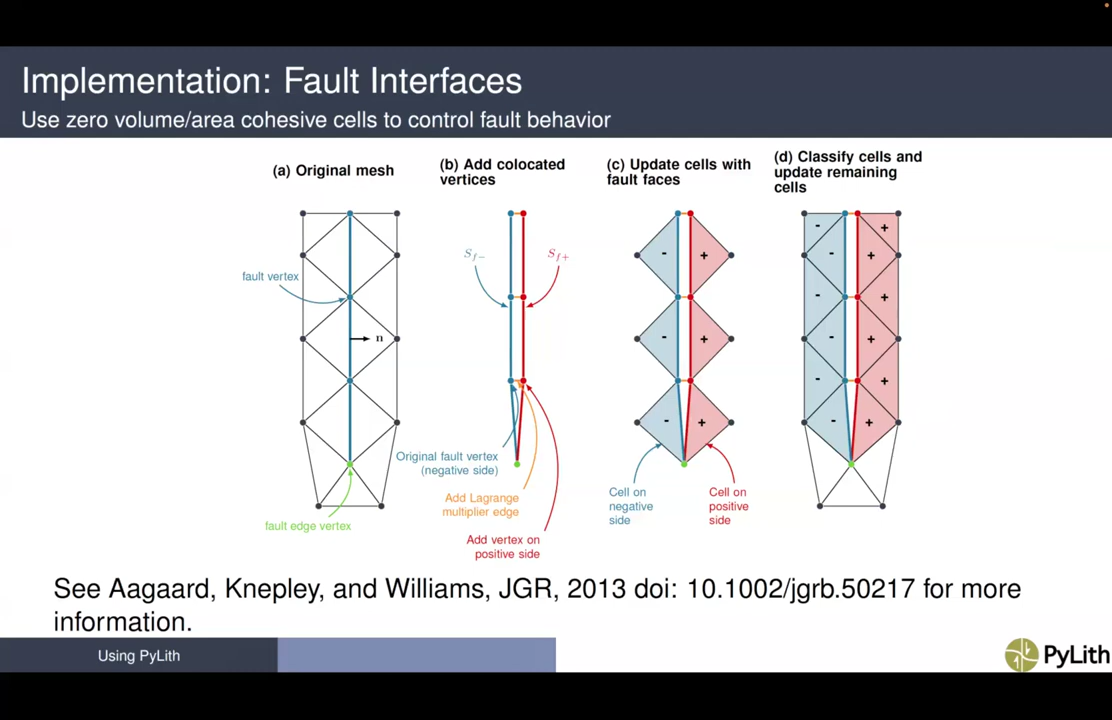 Implementation: Fault Interfaces
Use zero volume/area cohesive cells to control fault behavior
(a) Original mesh
fault vertex
n
fault edge vertex
(b) Add colocated
vertices
S_f−
S_f+
Original fault vertex
(negative side)
Add Lagrange
multiplier edge
Add vertex on
positive side
(c) Update cells with
fault faces
- +
- +
- +
Cell on
negative
side
Cell on
positive
side
(d) Classify cells and
update remaining
cells
- +
- +
- +
- +
- +
- +
See Aagaard, Knepley, and Williams, JGR, 2013 doi: 10.1002/jgrb.50217 for more
information.
Using PyLith
PyLith